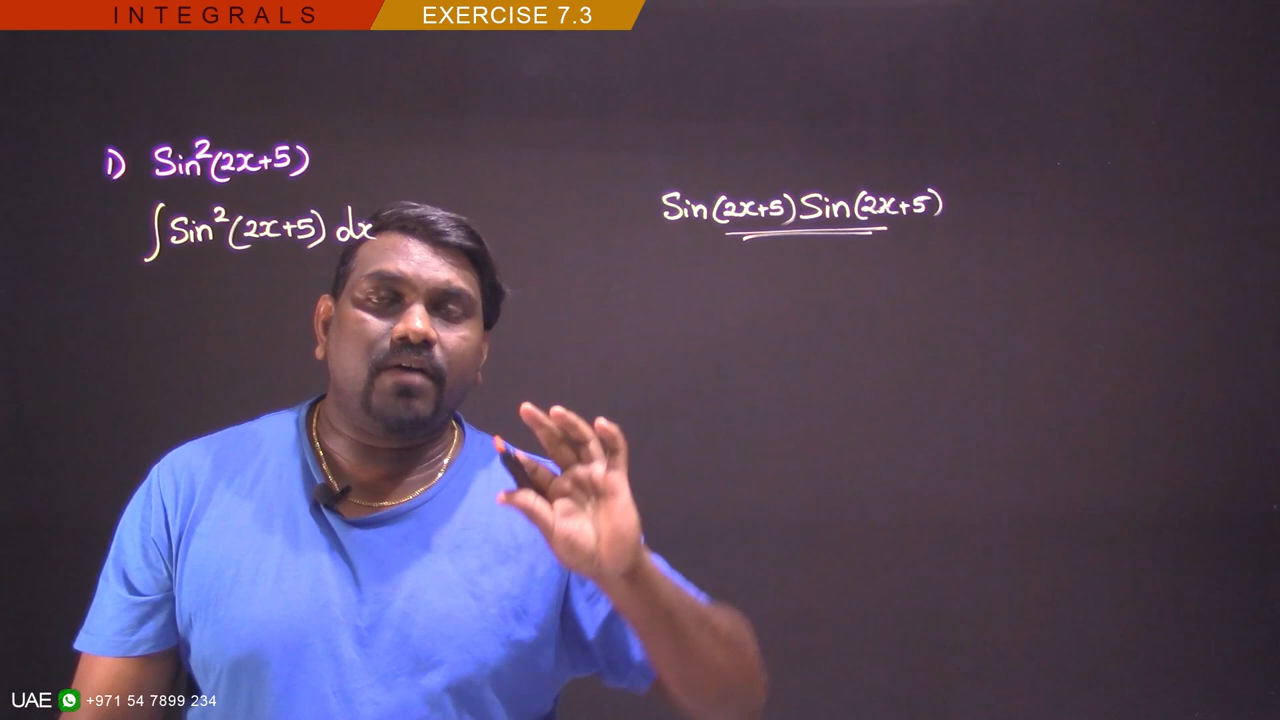 INTEGRALS EXERCISE 7.3
1) Sin²(2x+5)
∫Sin²(2x+5) dx
Sin(2x+5)Sin(2x+5)
UAE +971 54 7899 234